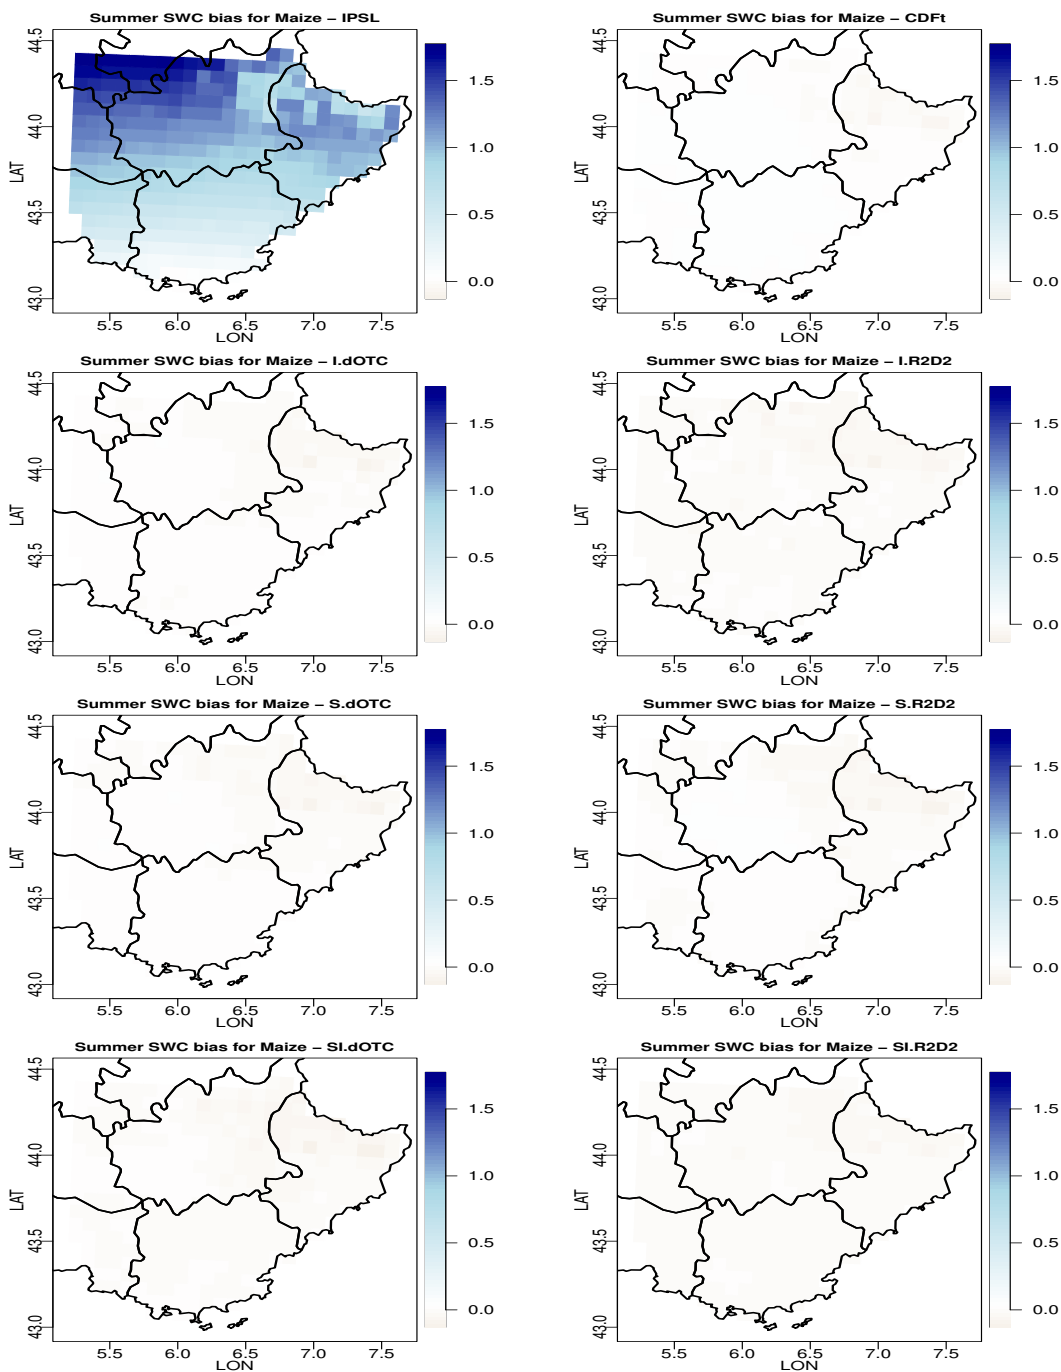 Summer SWC bias for Maize − IPSL
Summer SWC bias for Maize − CDFt
44.5
44.0
43.5
43.0
LAT
5.5 6.0 6.5 7.0 7.5
LON
1.5
1.0
0.5
0.0
44.5
44.0
43.5
43.0
LAT
5.5 6.0 6.5 7.0 7.5
LON
1.5
1.0
0.5
0.0
Summer SWC bias for Maize − I.dOTC
Summer SWC bias for Maize − I.R2D2
44.5
44.0
43.5
43.0
LAT
5.5 6.0 6.5 7.0 7.5
LON
1.5
1.0
0.5
0.0
44.5
44.0
43.5
43.0
LAT
5.5 6.0 6.5 7.0 7.5
LON
1.5
1.0
0.5
0.0
Summer SWC bias for Maize − S.dOTC
Summer SWC bias for Maize − S.R2D2
44.5
44.0
43.5
43.0
LAT
5.5 6.0 6.5 7.0 7.5
LON
1.5
1.0
0.5
0.0
44.5
44.0
43.5
43.0
LAT
5.5 6.0 6.5 7.0 7.5
LON
1.5
1.0
0.5
0.0
Summer SWC bias for Maize − SI.dOTC
Summer SWC bias for Maize − SI.R2D2
44.5
44.0
43.5
43.0
LAT
5.5 6.0 6.5 7.0 7.5
LON
1.5
1.0
0.5
0.0
44.5
44.0
43.5
43.0
LAT
5.5 6.0 6.5 7.0 7.5
LON
1.5
1.0
0.5
0.0